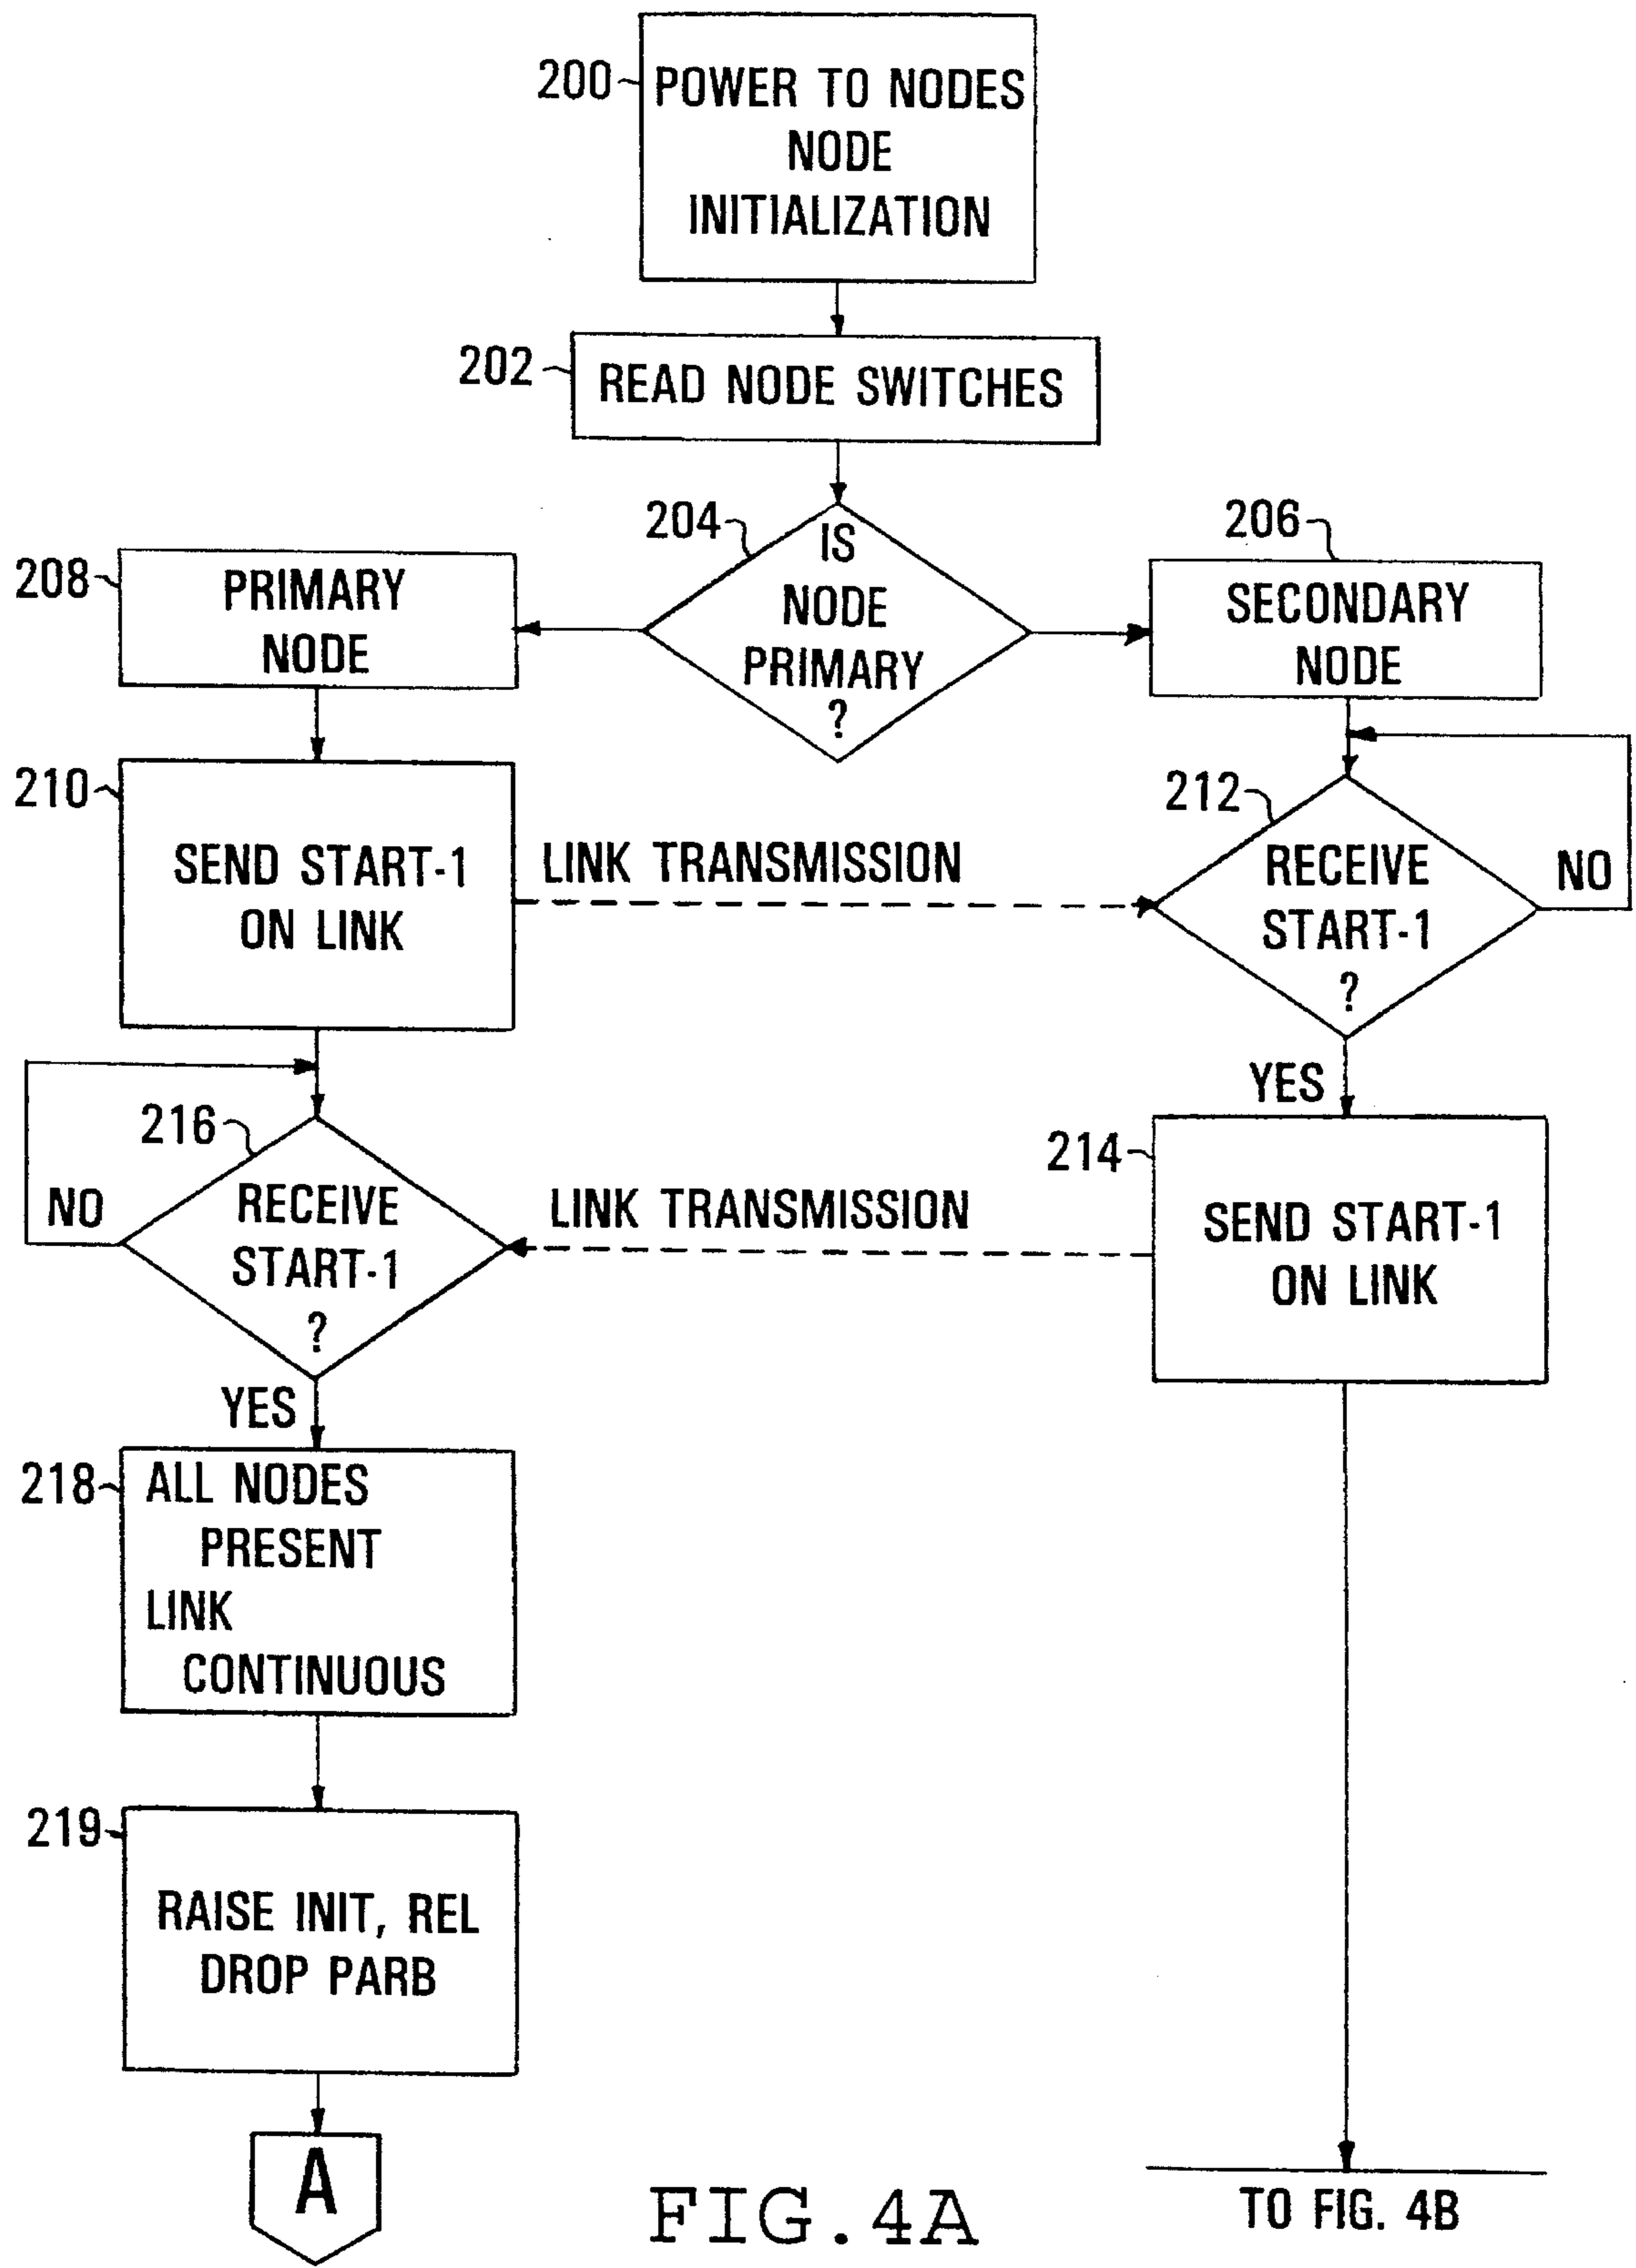 200
POWER TO NODES
NODE
INITIALIZATION
202
READ NODE SWITCHES
204
IS
NODE
PRIMARY
?
206
SECONDARY
NODE
208
PRIMARY
NODE
210
SEND START-1
ON LINK
LINK TRANSMISSION
212
RECEIVE
START-1
?
NO
YES
216
RECEIVE
START-1
?
NO
YES
LINK TRANSMISSION
214
SEND START-1
ON LINK
218
ALL NODES
PRESENT
LINK
CONTINUOUS
219
RAISE INIT, REL
DROP PARB
A
FIG.4A
TO FIG. 4B